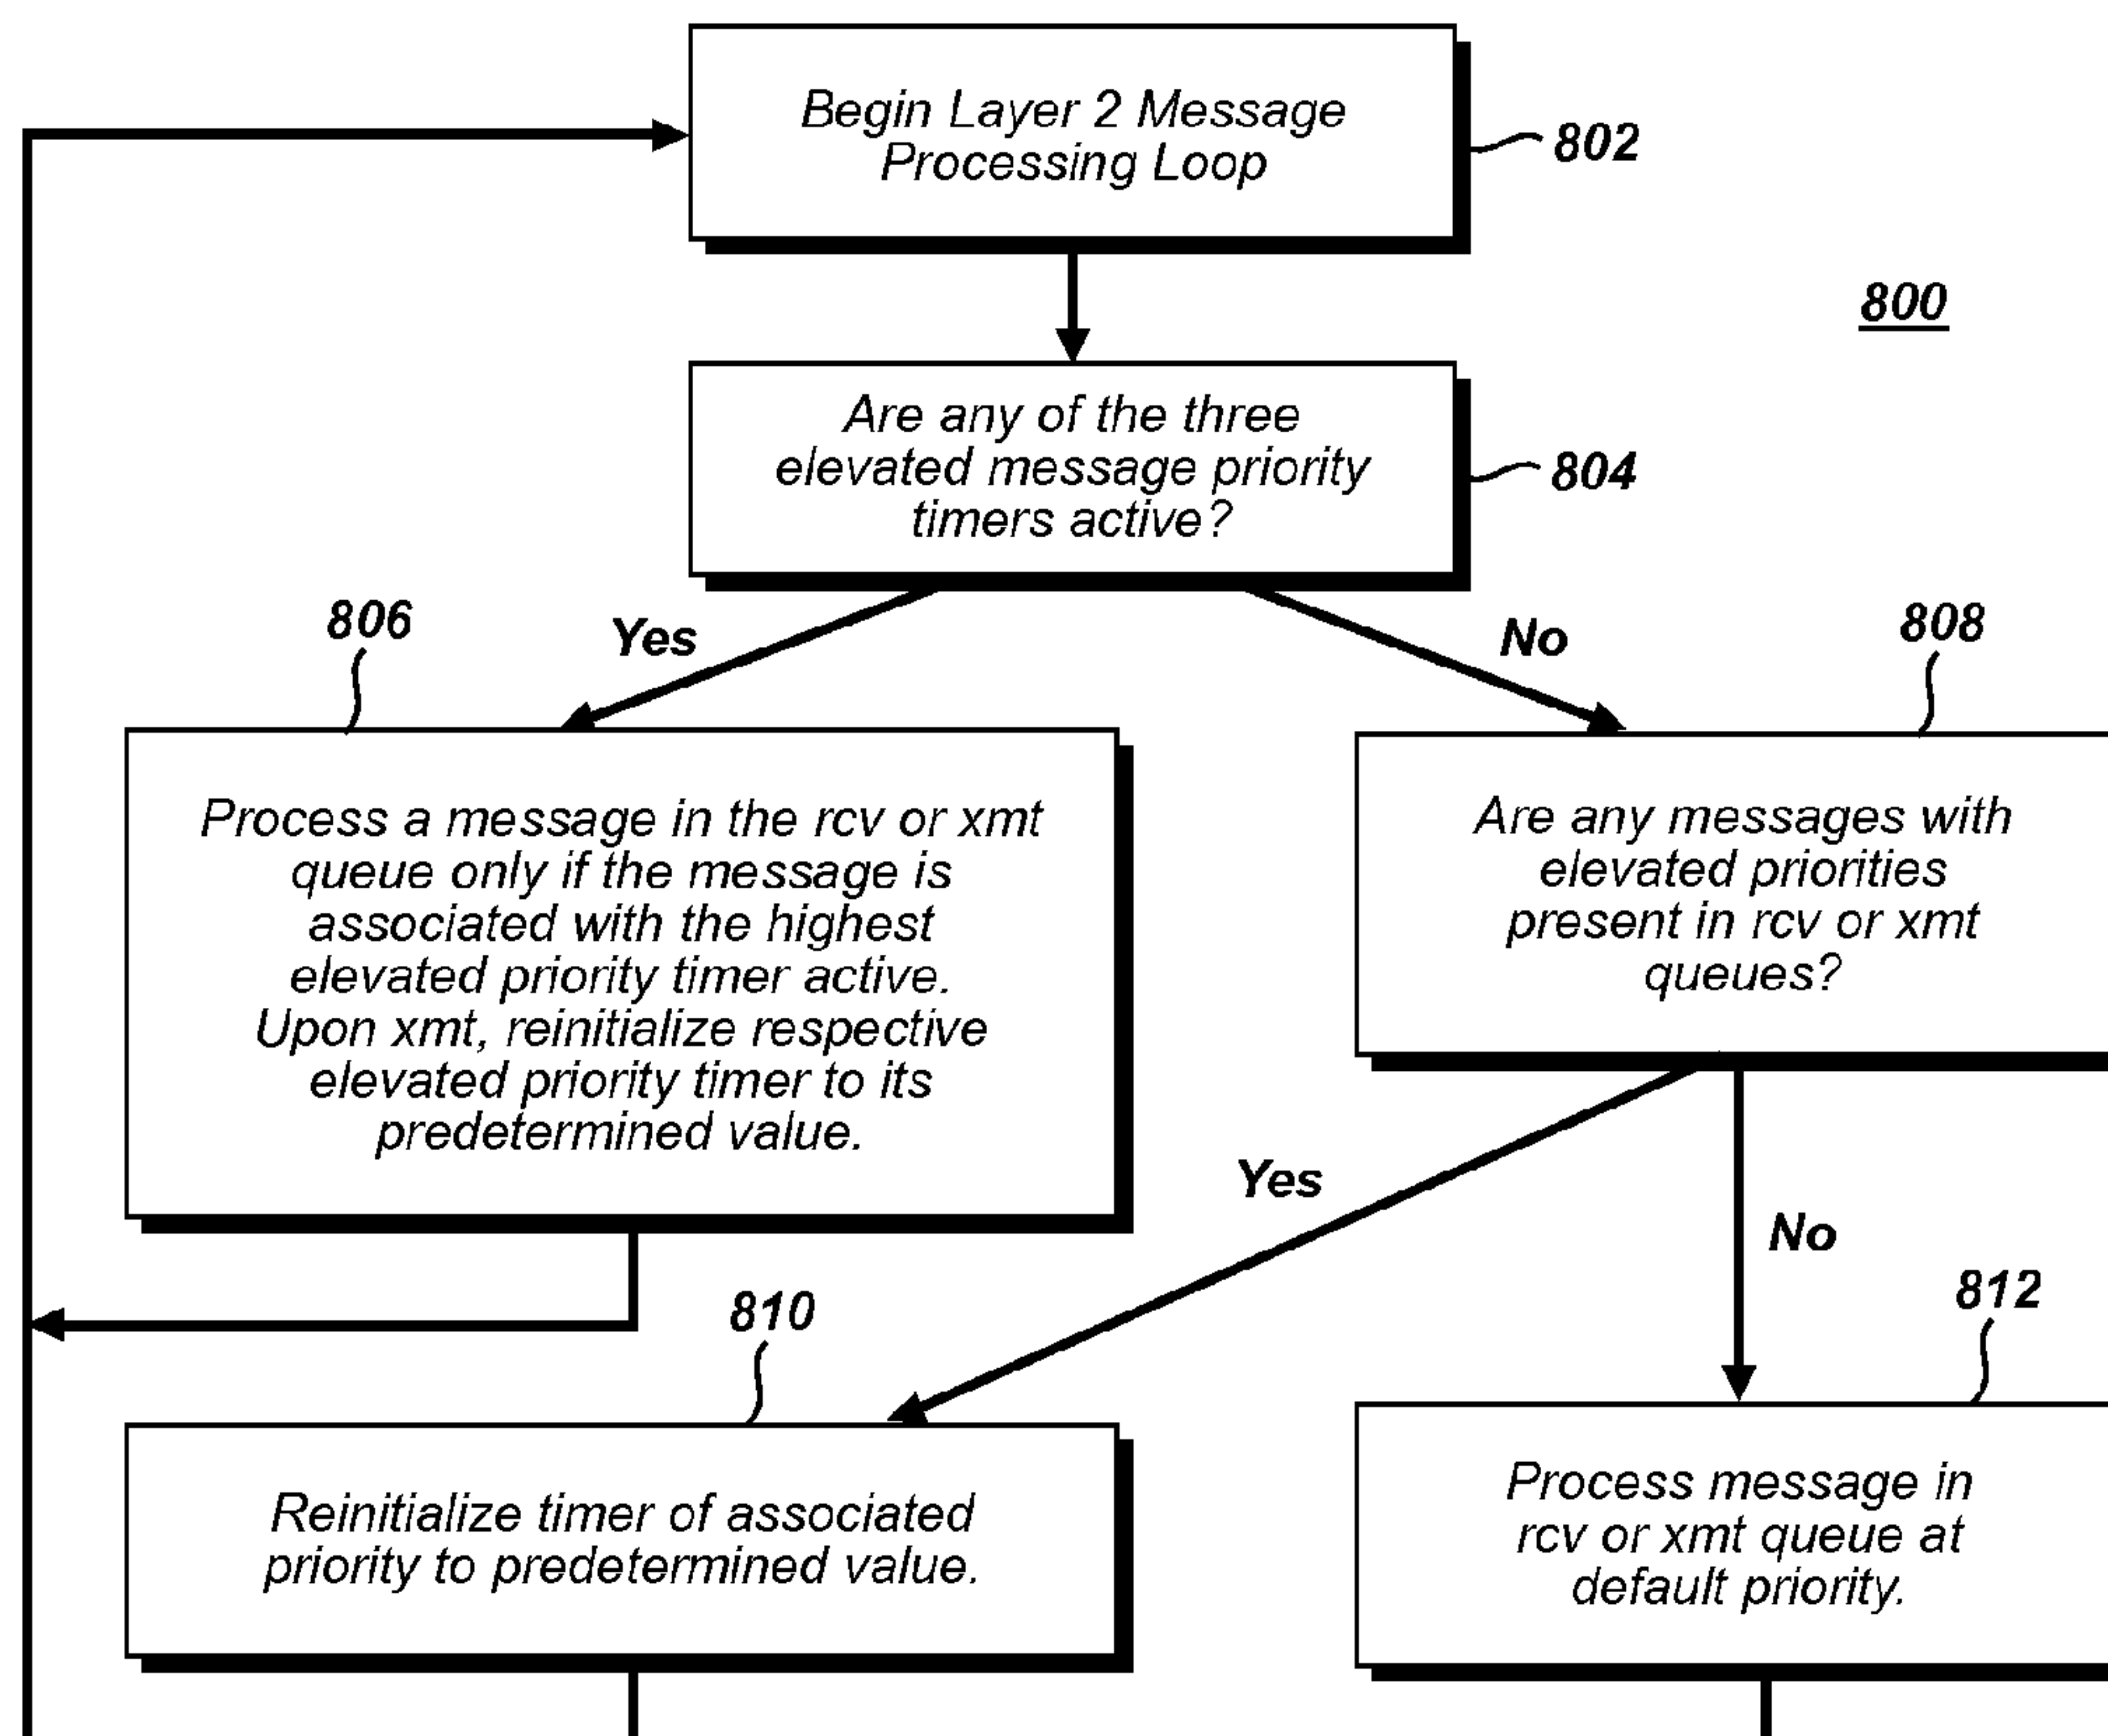 Begin Layer 2 Message
Processing Loop
802
800
Are any of the three
elevated message priority
timers active?
804
806
Yes
No
808
Process a message in the rcv or xmt
queue only if the message is
associated with the highest
elevated priority timer active.
Upon xmt, reinitialize respective
elevated priority timer to its
predetermined value.
Are any messages with
elevated priorities
present in rcv or xmt
queues?
Yes
No
810
812
Reinitialize timer of associated
priority to predetermined value.
Process message in
rcv or xmt queue at
default priority.